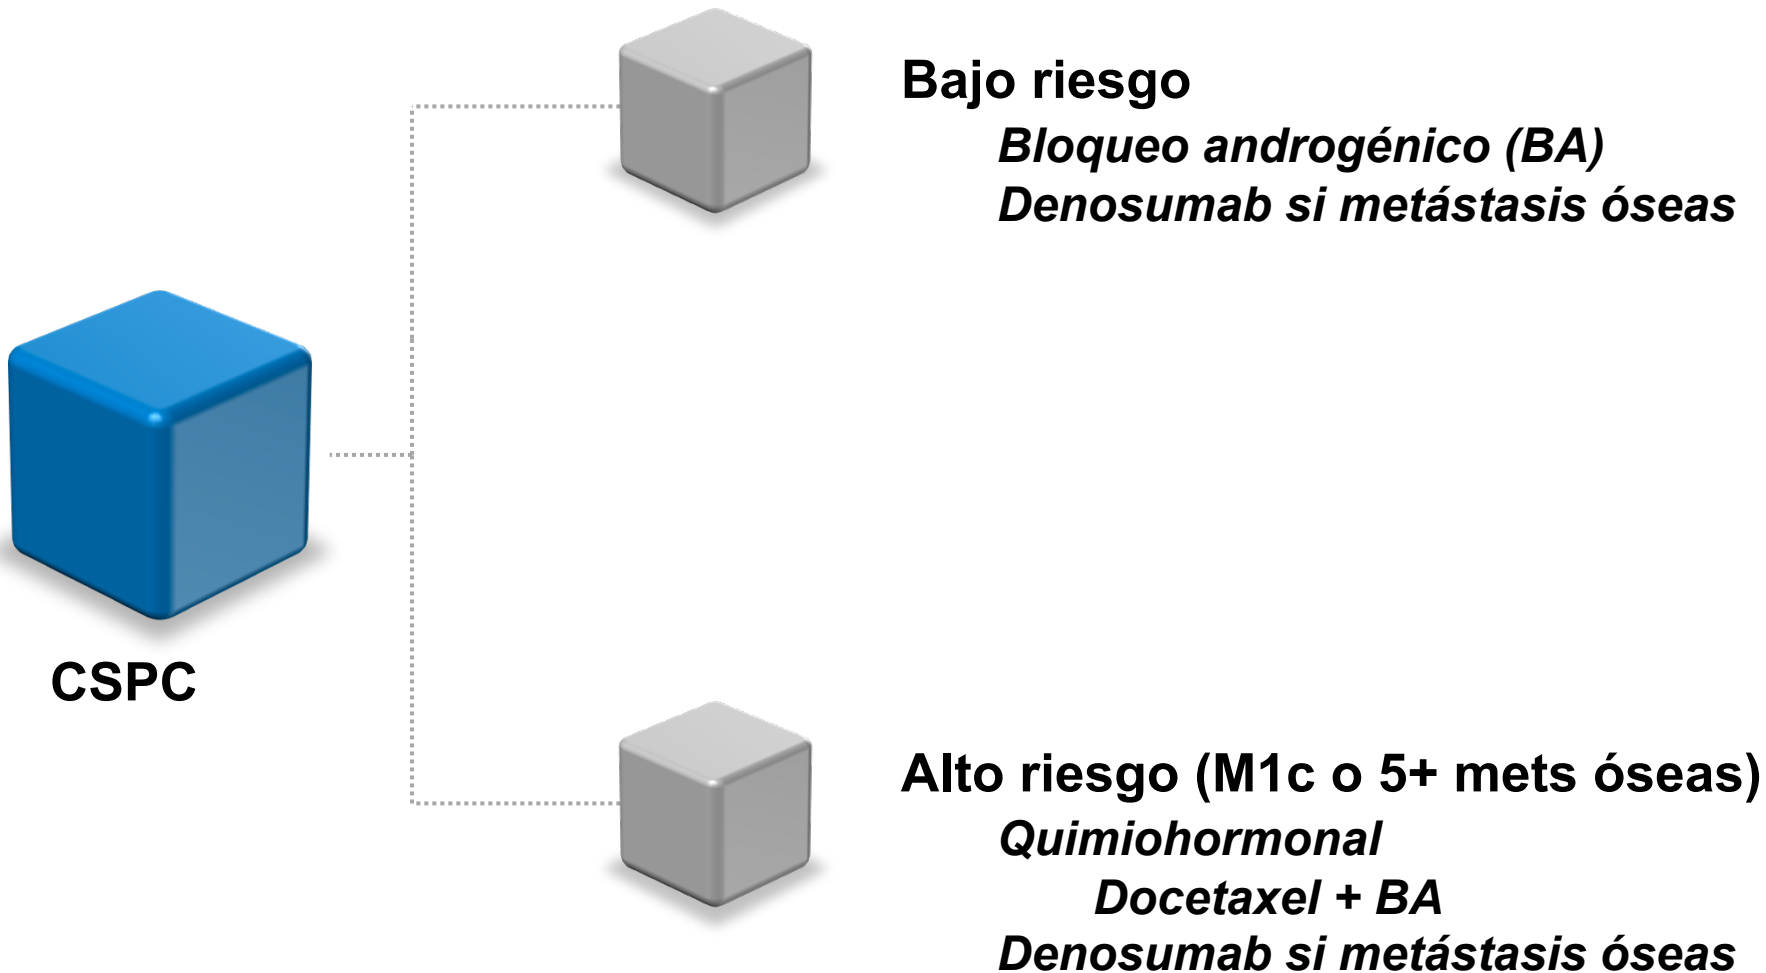 Bajo riesgo
Bloqueo androgénico (BA)
Denosumab si metástasis óseas
CSPC
Alto riesgo (M1c o 5+ mets óseas)
Quimiohormonal
Docetaxel + BA
Denosumab si metástasis óseas